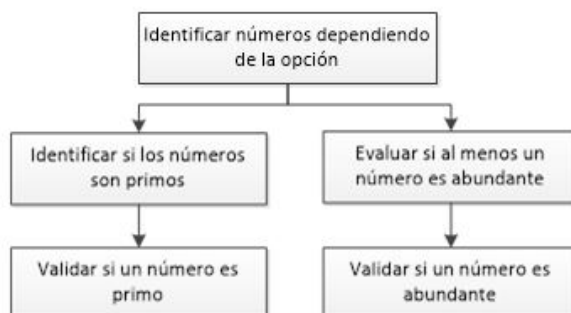 Identificar números dependiendo
de la opción
Identificar si los números
son primos
Evaluar si al menos un
número es abundante
Validar si un número es
primo
Validar si un número es
abundante